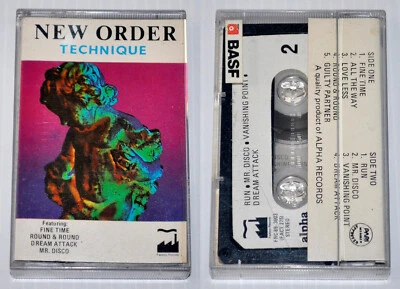 NEW ORDER
TECHNIQUE
Featuring:
FINE TIME
ROUND & ROUND
DREAM ATTACK
MR. DISCO
BASF
2
RUN • MR. DISCO • VANISHING POINT •
DREAM ATTACK
alpha
SIDE ONE
1. FINE TIME
2. ALL THE WAY
3. LOVE LESS
4. ROUND & ROUND
5. GUILTY PARTNER
A quality product of ALPHA RECORDS
SIDE TWO
1. RUN
2. MR. DISCO
3. VANISHING POINT
4. DREAM ATTACK